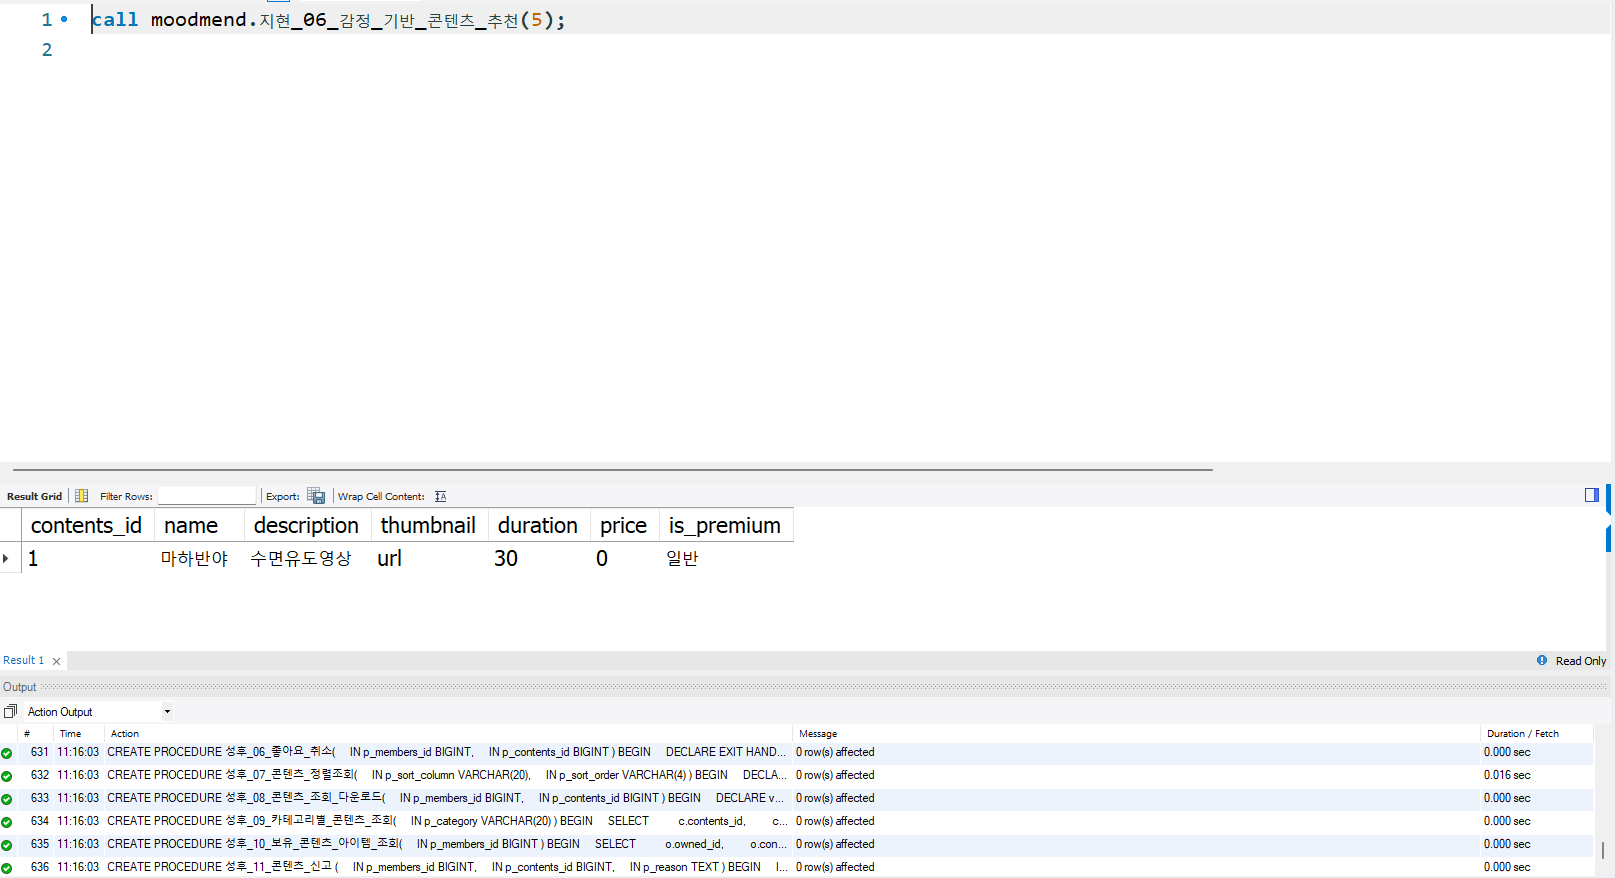 1 call moodmend.지현_06_감정_기반_콘텐츠_추천(5);
2
Result Grid Filter Rows: Export: Wrap Cell Content:
contents_id name description thumbnail duration price is_premium
1 마하반야 수면유도영상 url 30 0 일반
Result 1 Read Only
Output
Action Output
# Time Action Message Duration / Fetch
631 11:16:03 CREATE PROCEDURE 성후_06_좋아요_취소( IN p_members_id BIGINT, IN p_contents_id BIGINT ) BEGIN DECLARE EXIT HAND... 0 row(s) affected 0.000 sec
632 11:16:03 CREATE PROCEDURE 성후_07_콘텐츠_정렬조회( IN p_sort_column VARCHAR(20), IN p_sort_order VARCHAR(4) ) BEGIN DECLA... 0 row(s) affected 0.016 sec
633 11:16:03 CREATE PROCEDURE 성후_08_콘텐츠_조회_다운로드( IN p_members_id BIGINT, IN p_contents_id BIGINT ) BEGIN DECLARE v... 0 row(s) affected 0.000 sec
634 11:16:03 CREATE PROCEDURE 성후_09_카테고리별_콘텐츠_조회( IN p_category VARCHAR(20) ) BEGIN SELECT c.contents_id, c... 0 row(s) affected 0.000 sec
635 11:16:03 CREATE PROCEDURE 성후_10_보유_콘텐츠_아이템_조회( IN p_members_id BIGINT ) BEGIN SELECT o.owned_id, o.con... 0 row(s) affected 0.000 sec
636 11:16:03 CREATE PROCEDURE 성후_11_콘텐츠_신고 ( IN p_members_id BIGINT, IN p_contents_id BIGINT, IN p_reason TEXT ) BEGIN I... 0 row(s) affected 0.000 sec